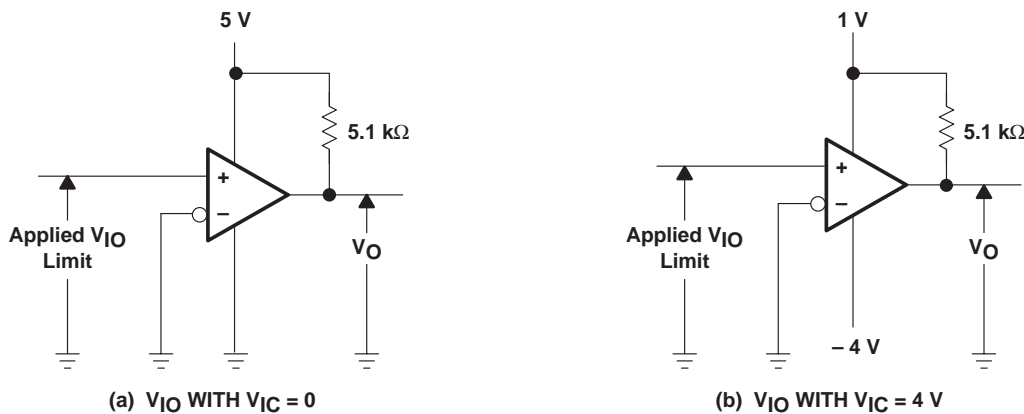 5 V
5.1 kΩ
+
−
Applied VIO
Limit
VO
(a) VIO WITH VIC = 0
1 V
5.1 kΩ
+
−
Applied VIO
Limit
VO
− 4 V
(b) VIO WITH VIC = 4 V